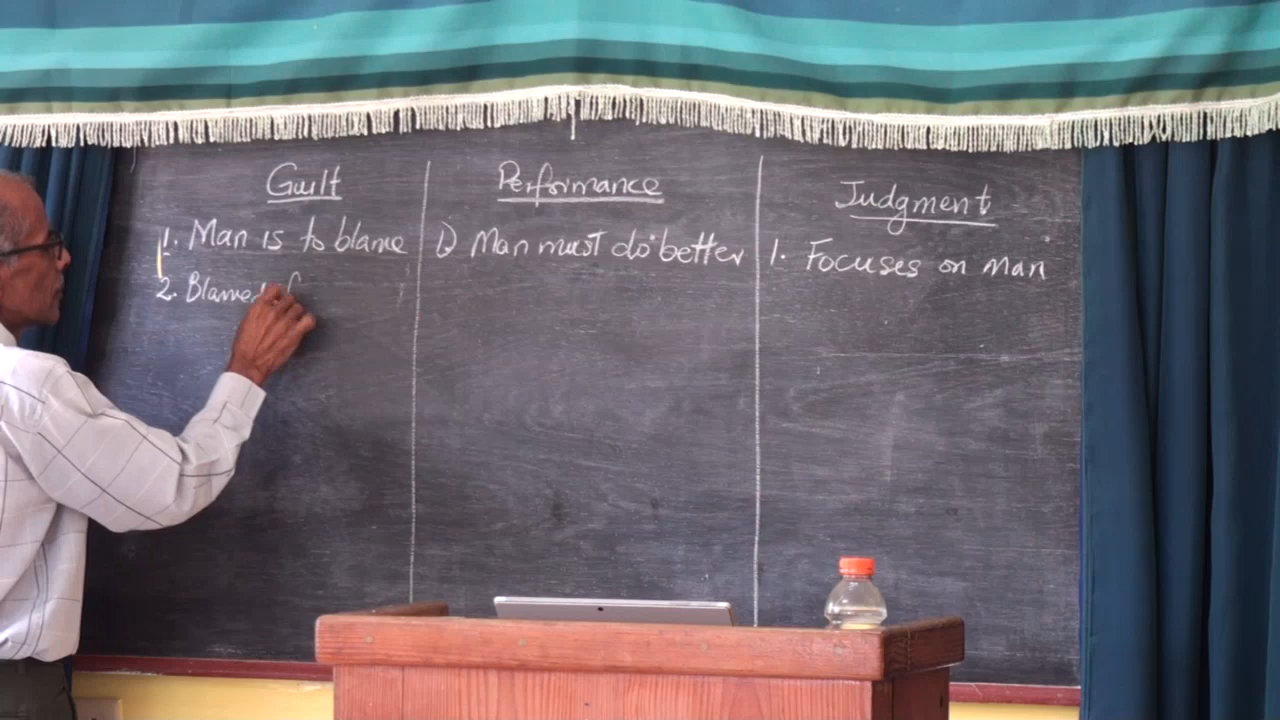 Guilt
1. Man is to blame
2. Blamed
Performance
1) Man must do better
Judgment
1. Focuses on man